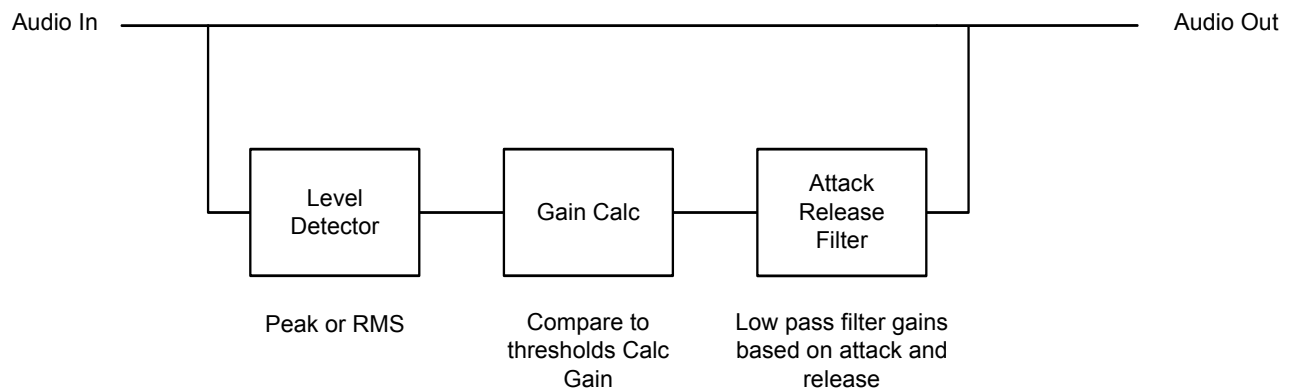 Audio In
Audio Out
Level
Detector
Gain Calc
Attack
Release
Filter
Peak or RMS
Compare to
thresholds Calc
Gain
Low pass filter gains
based on attack and
release